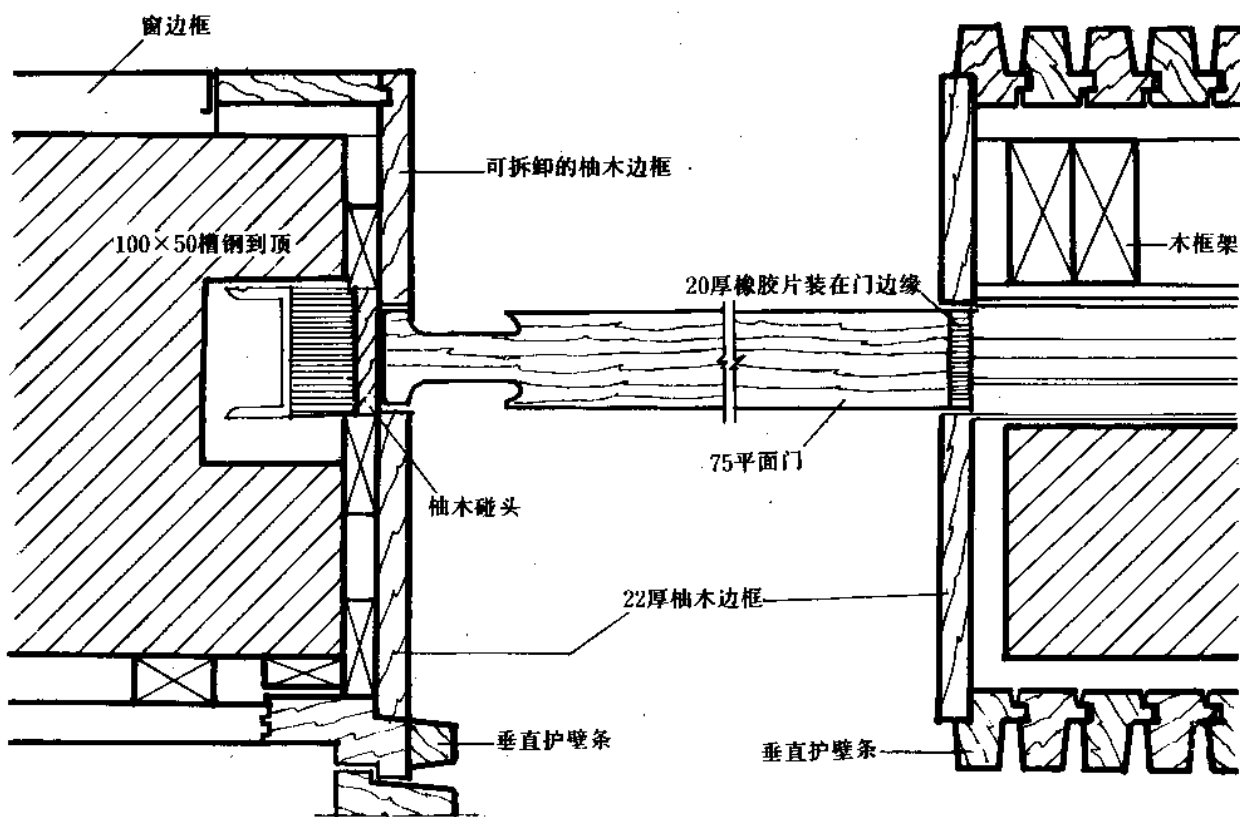 窗边框
可拆卸的柚木边框
100×50槽钢到顶
木框架
20厚橡胶片装在门边缘
75平面门
柚木碰头
22厚柚木边框
垂直护壁条
垂直护壁条